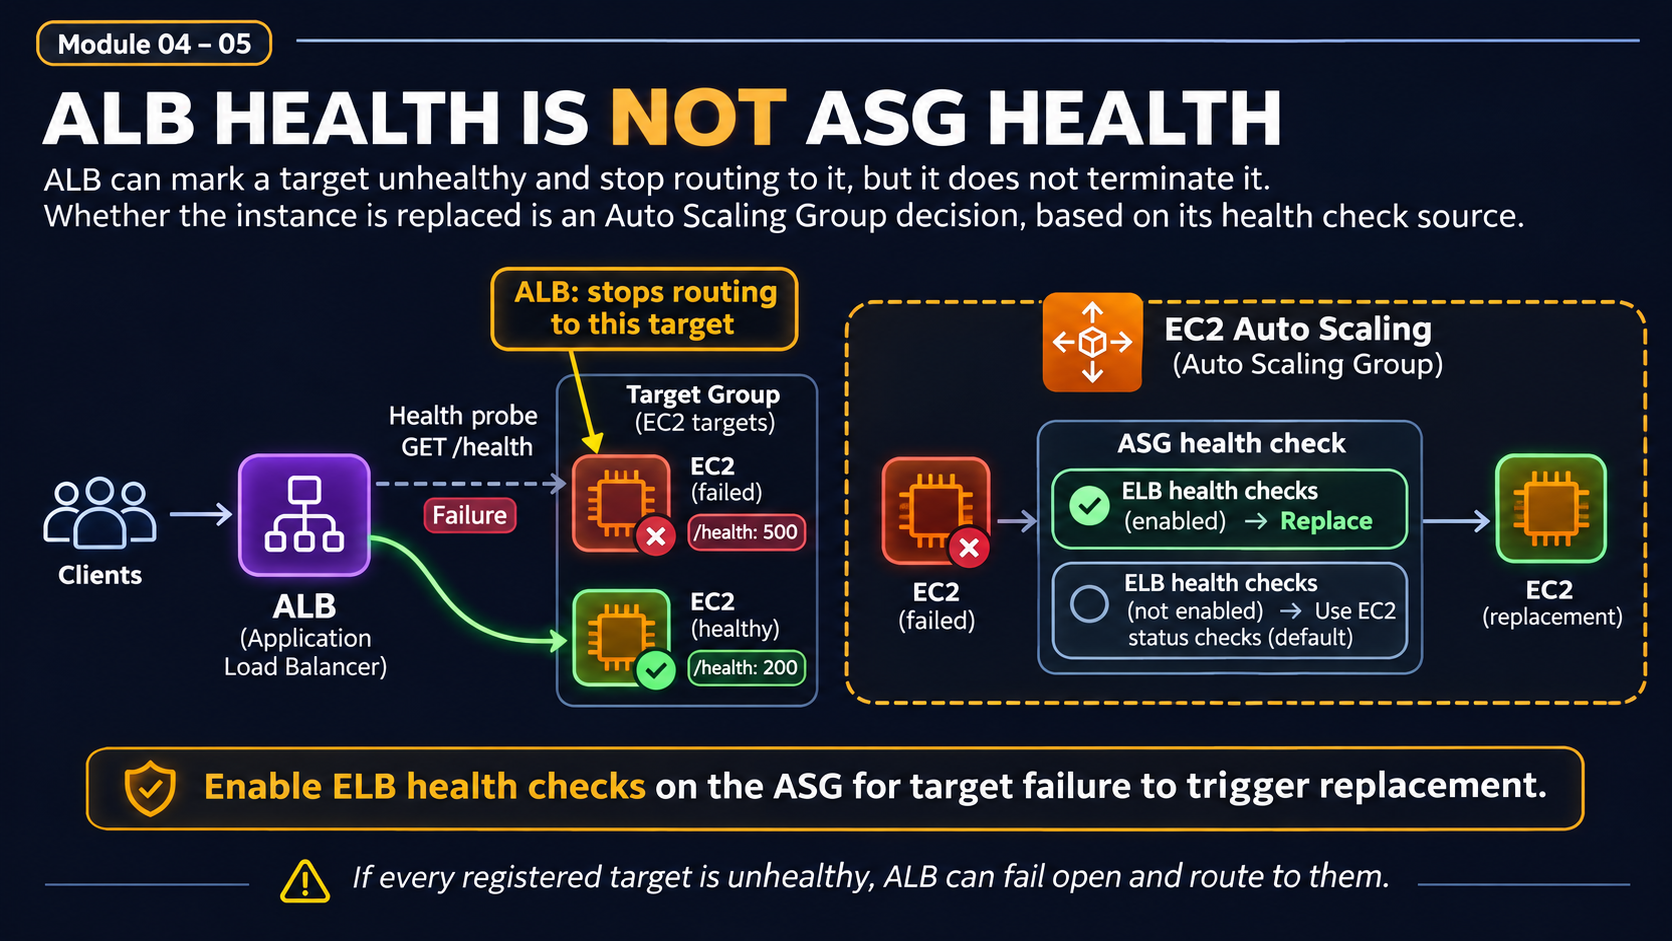 Module 04 – 05
ALB HEALTH IS NOT ASG HEALTH
ALB can mark a target unhealthy and stop routing to it, but it does not terminate it.
Whether the instance is replaced is an Auto Scaling Group decision, based on its health check source.
ALB: stops routing
to this target
Clients
ALB
(Application
Load Balancer)
Health probe
GET /health
Failure
Target Group
(EC2 targets)
EC2
(failed)
/health: 500
EC2
(healthy)
/health: 200
EC2 Auto Scaling
(Auto Scaling Group)
EC2
(failed)
ASG health check
ELB health checks
(enabled) → Replace
ELB health checks
(not enabled) → Use EC2
status checks (default)
EC2
(replacement)
Enable ELB health checks on the ASG for target failure to trigger replacement.
If every registered target is unhealthy, ALB can fail open and route to them.